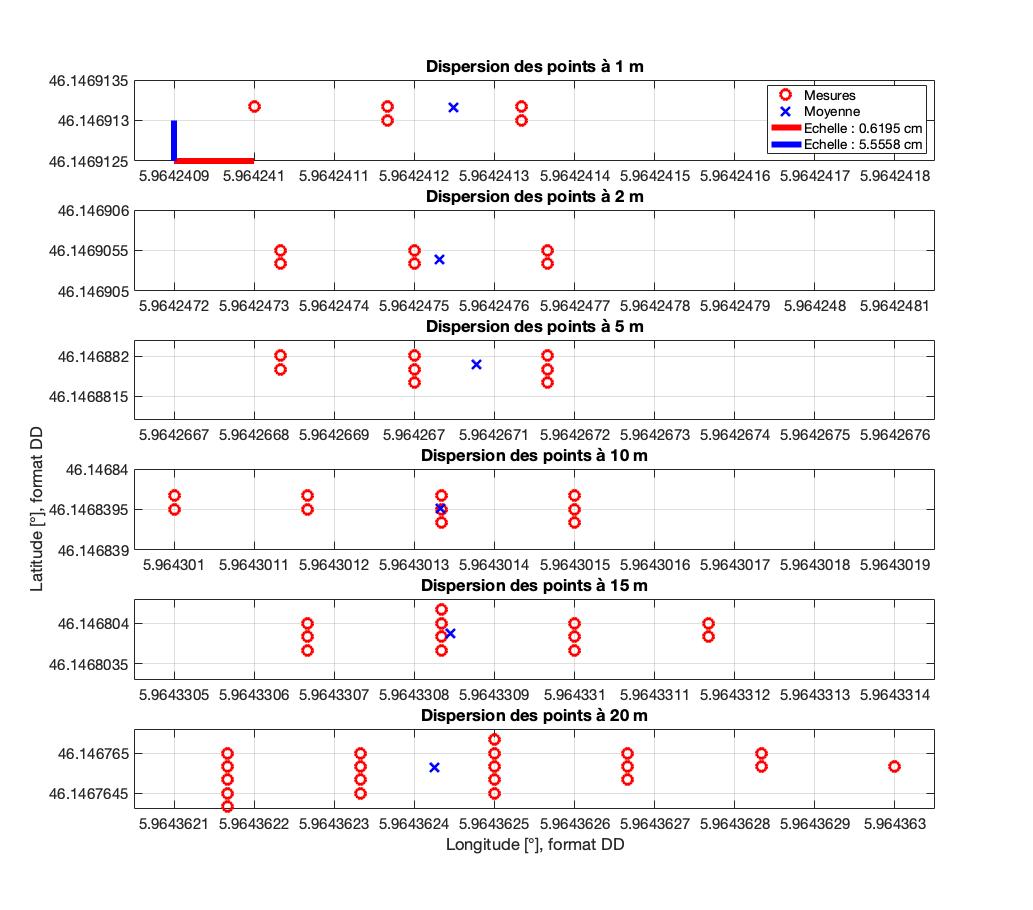 Dispersion des points à 1 m
46.1469135
46.146913
46.1469125
Mesures
Moyenne
Echelle : 0.6195 cm
Echelle : 5.5558 cm
5.9642409 5.964241 5.9642411 5.9642412 5.9642413 5.9642414 5.9642415 5.9642416 5.9642417 5.9642418
Dispersion des points à 2 m
46.146906
46.1469055
46.146905
5.9642472 5.9642473 5.9642474 5.9642475 5.9642476 5.9642477 5.9642478 5.9642479 5.964248 5.9642481
Dispersion des points à 5 m
46.146882
46.1468815
5.9642667 5.9642668 5.9642669 5.964267 5.9642671 5.9642672 5.9642673 5.9642674 5.9642675 5.9642676
Dispersion des points à 10 m
46.14684
46.1468395
46.146839
5.964301 5.9643011 5.9643012 5.9643013 5.9643014 5.9643015 5.9643016 5.9643017 5.9643018 5.9643019
Dispersion des points à 15 m
46.146804
46.1468035
5.9643305 5.9643306 5.9643307 5.9643308 5.9643309 5.964331 5.9643311 5.9643312 5.9643313 5.9643314
Dispersion des points à 20 m
46.146765
46.1467645
5.9643621 5.9643622 5.9643623 5.9643624 5.9643625 5.9643626 5.9643627 5.9643628 5.9643629 5.964363
Longitude [°], format DD
Latitude [°], format DD